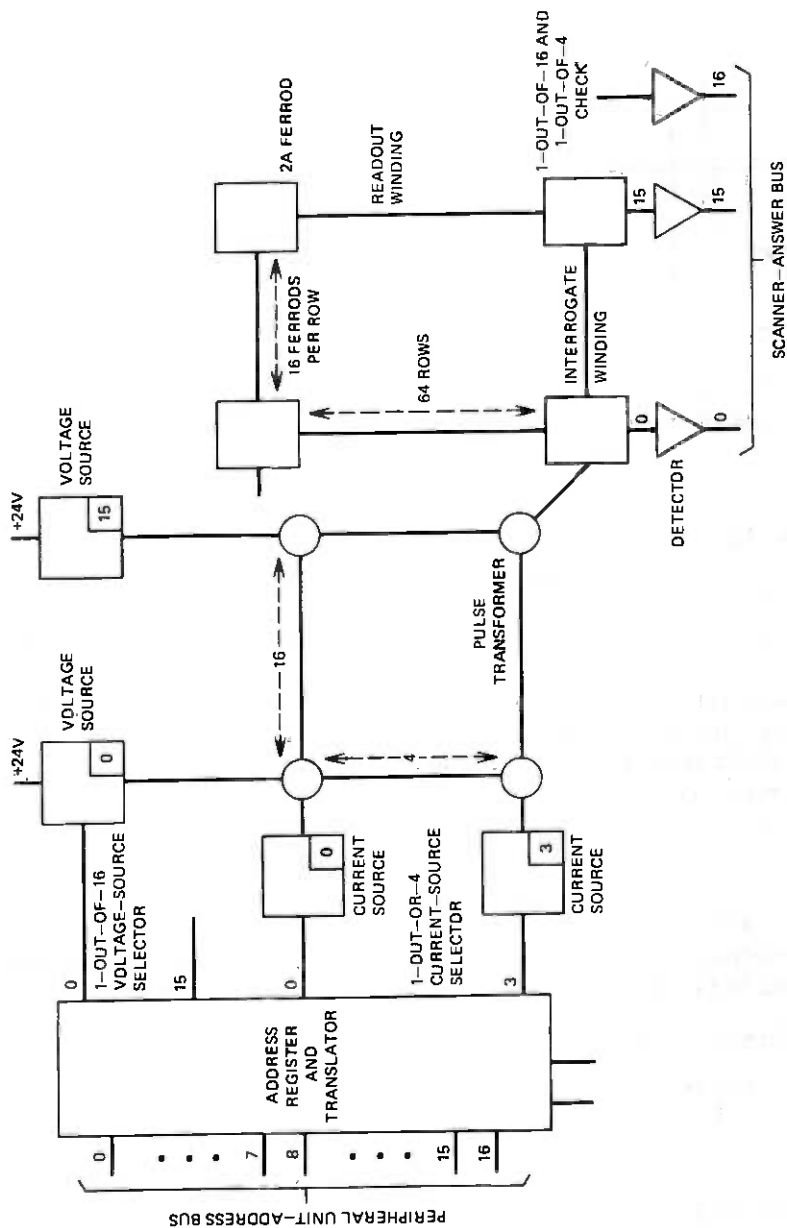 +24V
+24V
VOLTAGE
SOURCE
VOLTAGE
SOURCE
0
15
0
1–OUT–OF–16
VOLTAGE–SOURCE
SELECTOR
15
0
CURRENT
SOURCE
0
1–OUT–OR–4
CURRENT–SOURCE
SELECTOR
3
CURRENT
SOURCE
3
ADDRESS
REGISTER
AND
TRANSLATOR
0
7
8
15
16
PERIPHERAL UNIT–ADDRESS BUS
16
4
PULSE
TRANSFORMER
2A FERROD
16 FERRODS
PER ROW
READOUT
WINDING
64 ROWS
INTERROGATE
WINDING
1–OUT–OF–16 AND
1–OUT–OF–4
CHECK
0
15
DETECTOR
0
15
16
SCANNER–ANSWER BUS